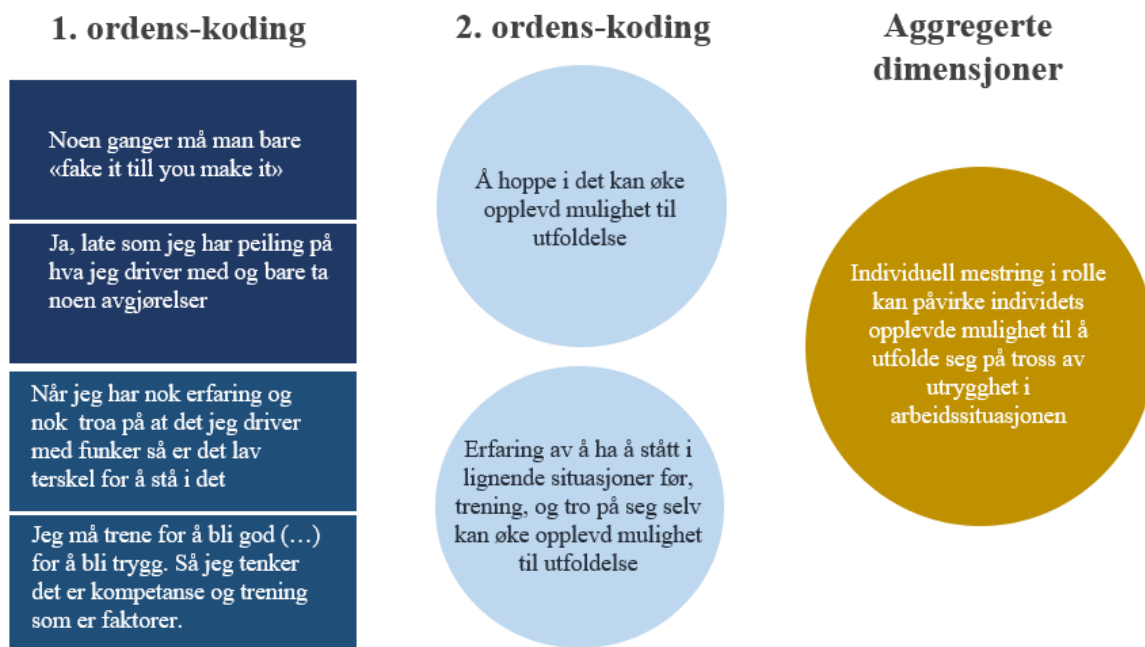 1. ordens-koding
Noen ganger må man bare
«fake it till you make it»
Ja, late som jeg har peiling på
hva jeg driver med og bare ta
noen avgjørelser
Når jeg har nok erfaring og
nok troa på at det jeg driver
med funker så er det lav
terskel for å stå i det
Jeg må trene for å bli god (…)
for å bli trygg. Så jeg tenker
det er kompetanse og trening
som er faktorer.
2. ordens-koding
Å hoppe i det kan øke
opplevd mulighet til
utfoldelse
Erfaring av å ha å stått i
lignende situasjoner før,
trening, og tro på seg selv
kan øke opplevd mulighet
til utfoldelse
Aggregerte
dimensjoner
Individuell mestring i rolle
kan påvirke individets
opplevde mulighet til å
utfolde seg på tross av
utrygghet i
arbeidssituasjonen